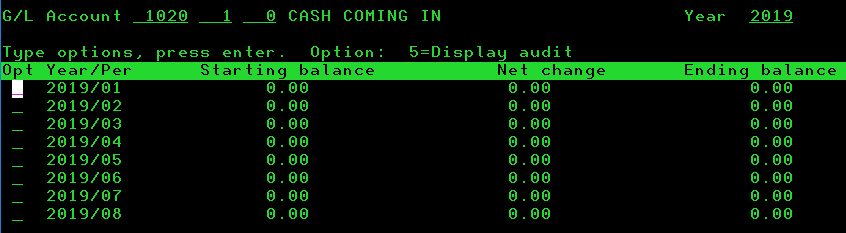 G/L Account 1020 1 0 CASH COMING IN Year 2019
Type options, press enter. Option: 5=Display audit
Opt Year/Per Starting balance Net change Ending balance
_ 2019/01 0.00 0.00 0.00
_ 2019/02 0.00 0.00 0.00
_ 2019/03 0.00 0.00 0.00
_ 2019/04 0.00 0.00 0.00
_ 2019/05 0.00 0.00 0.00
_ 2019/06 0.00 0.00 0.00
_ 2019/07 0.00 0.00 0.00
_ 2019/08 0.00 0.00 0.00